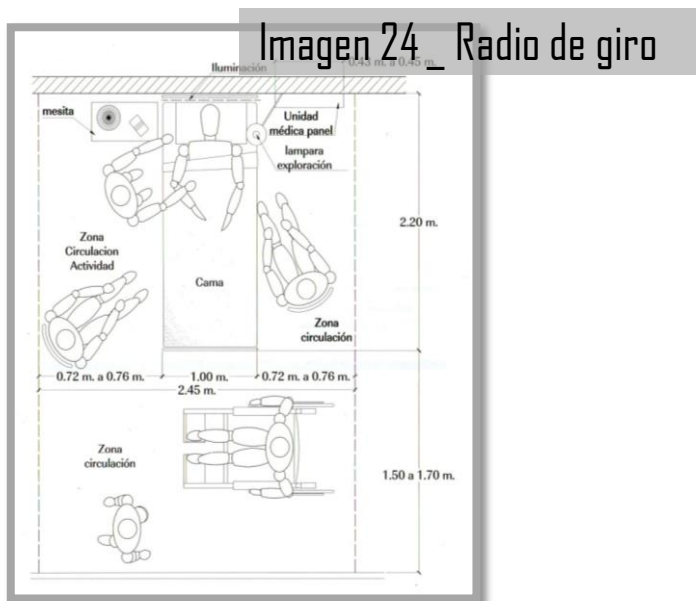 Imagen 24_ Radio de giro
Iluminación
0.43 m. a 0.45 m.
mesita
Unidad
médica panel
lampara
exploración
2.20 m.
Zona
Circulacion
Actividad
Cama
Zona
circulación
0.72 m. a 0.76 m.
1.00 m.
0.72 m. a 0.76 m.
2.45 m.
Zona
circulación
1.50 a 1.70 m.